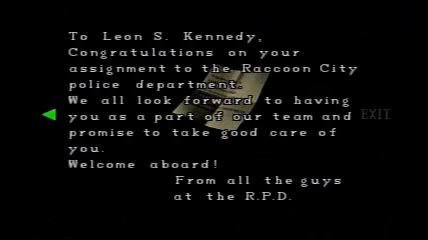 To Leon S. Kennedy,
Congratulations on your
assignment to the Raccoon City
police department.
We all look forward to having
you as a part of our team and
promise to take good care of
you.
Welcome aboard!
From all the guys
at the R.P.D.
EXIT